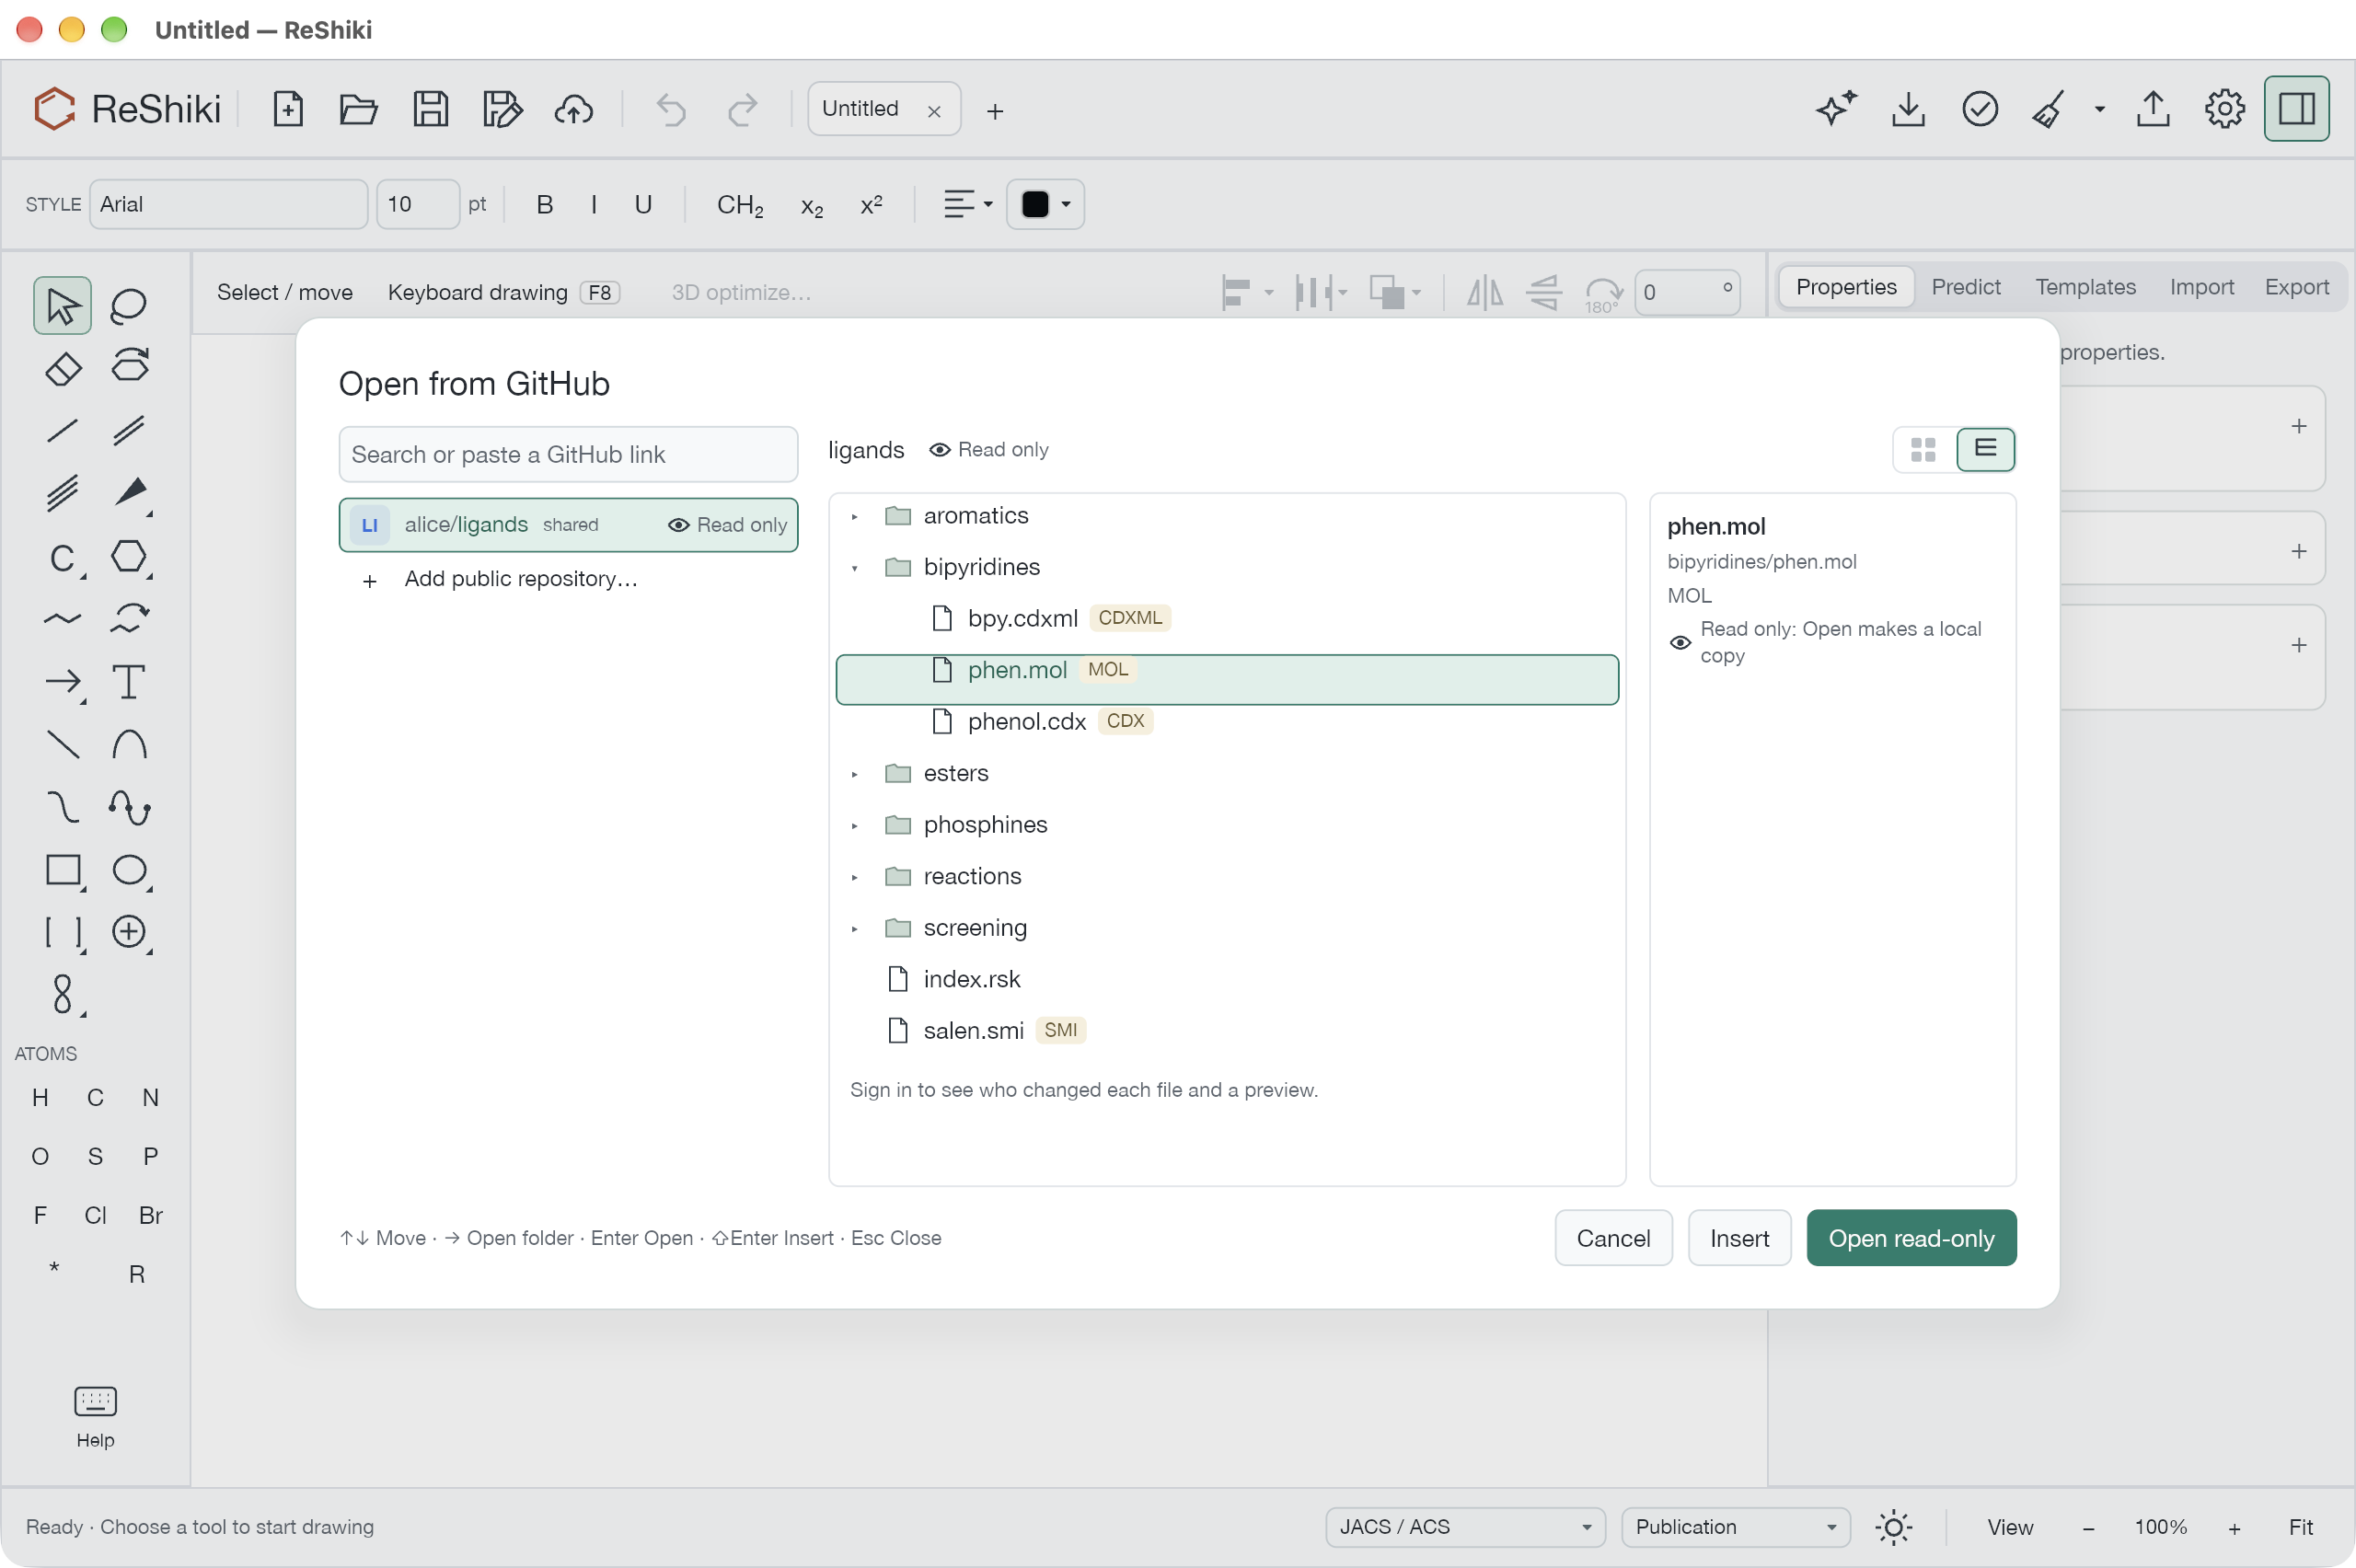 Untitled — ReShiki
ReShiki
Untitled × +
STYLE Arial 10 pt B I U CH₂ x₂ x² 
Select / move Keyboard drawing F8 3D optimize… 180° 0 °
Properties Predict Templates Import Export
properties.
+
+
+
Open from GitHub
Search or paste a GitHub link
LI alice/ligands shared Read only
+ Add public repository…
ligands Read only
aromatics
bipyridines
bpy.cdxml CDXML
phen.mol MOL
phenol.cdx CDX
esters
phosphines
reactions
screening
index.rsk
salen.smi SMI
Sign in to see who changed each file and a preview.
phen.mol
bipyridines/phen.mol
MOL
Read only: Open makes a local
copy
↑↓ Move · → Open folder · Enter Open · ⇧Enter Insert · Esc Close
Cancel Insert Open read-only
C
T
[ ]
ATOMS
H C N
O S P
F Cl Br
* R
Help
Ready · Choose a tool to start drawing
JACS / ACS Publication View − 100% + Fit